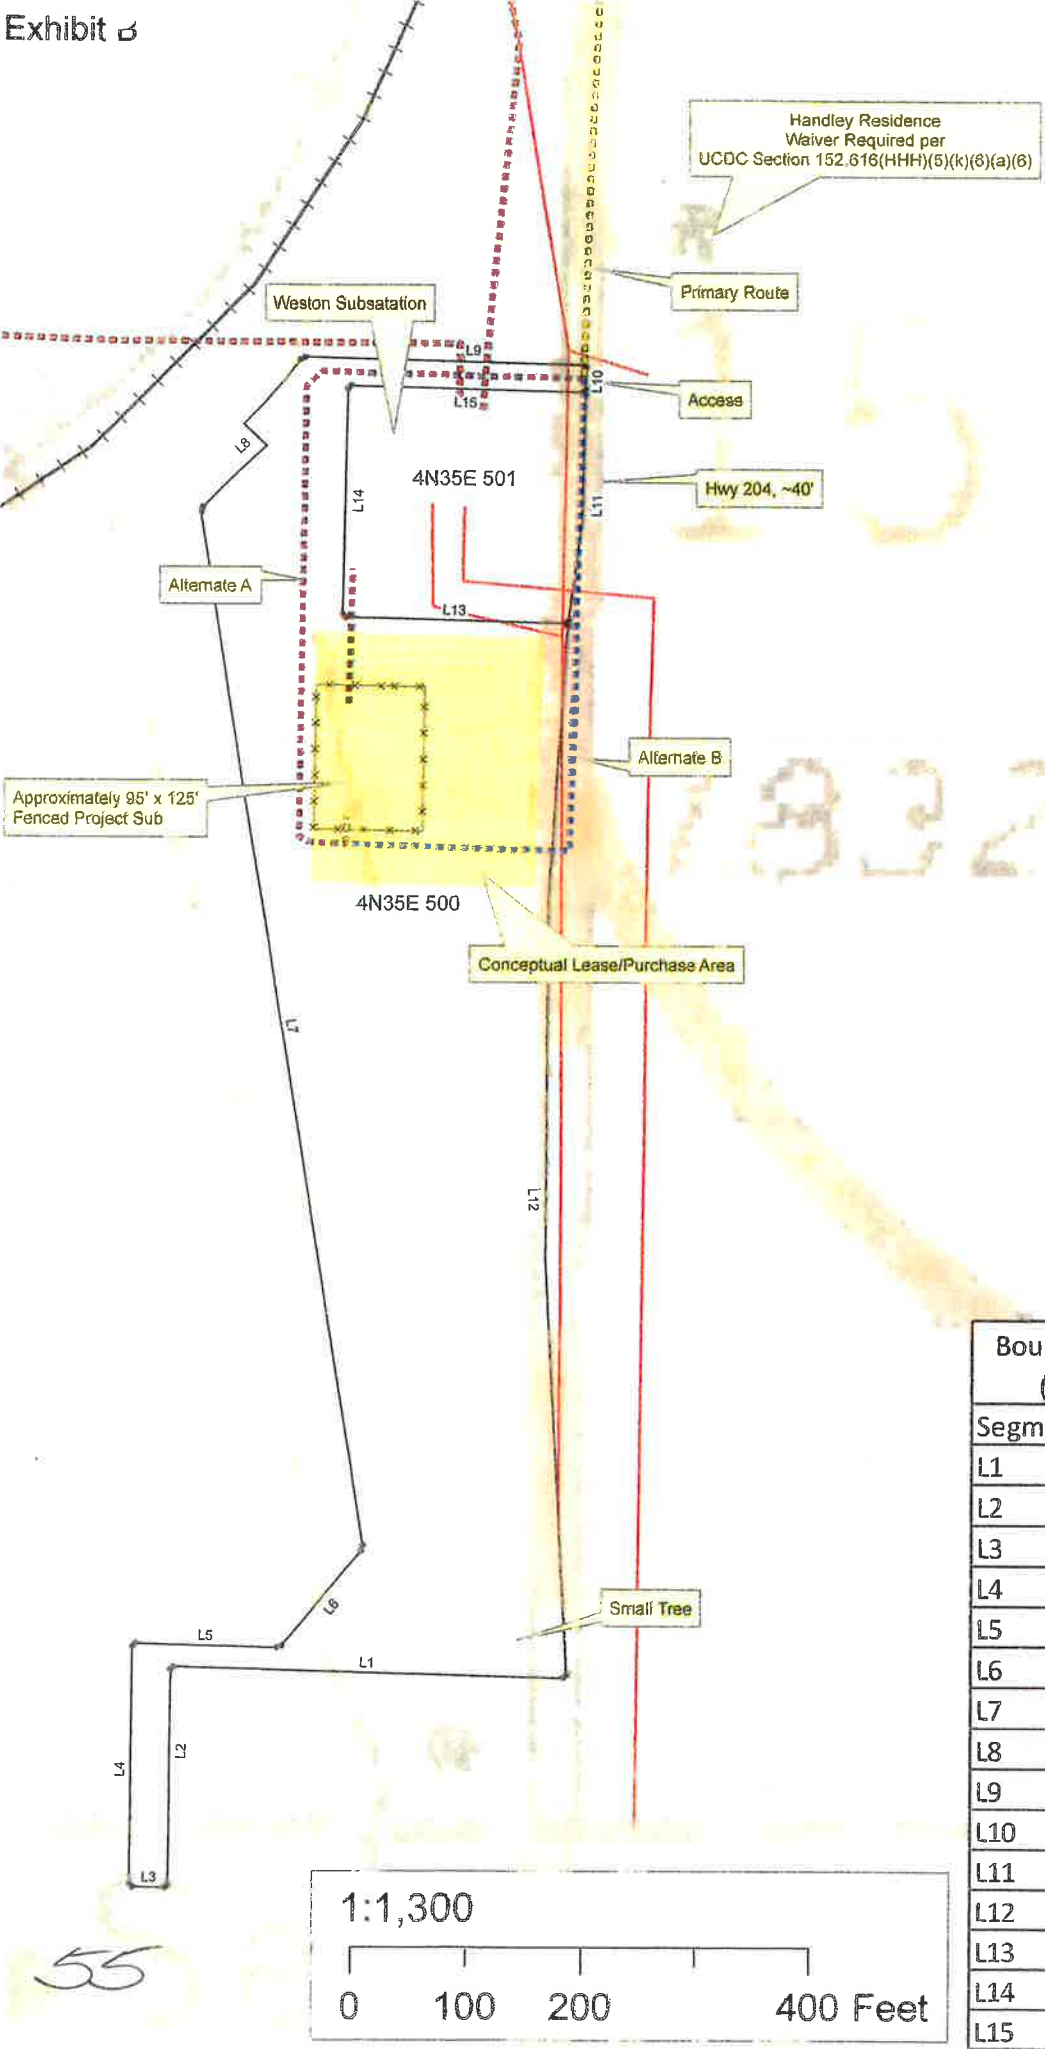 Exhibit B
Handley Residence
Waiver Required per
UCDC Section 152.616(HHH)(5)(k)(6)(a)(6)
Primary Route
Weston Subsatation
L9
L10
Access
L15
L8
4N35E 501
L14
Hwy 204, ~40'
L11
Alternate A
L13
Alternate B
7832
15
Approximately 95' x 125'
Fenced Project Sub
4N35E 500
Conceptual Lease/Purchase Area
L7
L12
L6
Small Tree
L5
L1
L2
L4
L3
55
1:1,300
0 100 200 400 Feet
Bou
(
Segm
L1
L2
L3
L4
L5
L6
L7
L8
L9
L10
L11
L12
L13
L14
L15